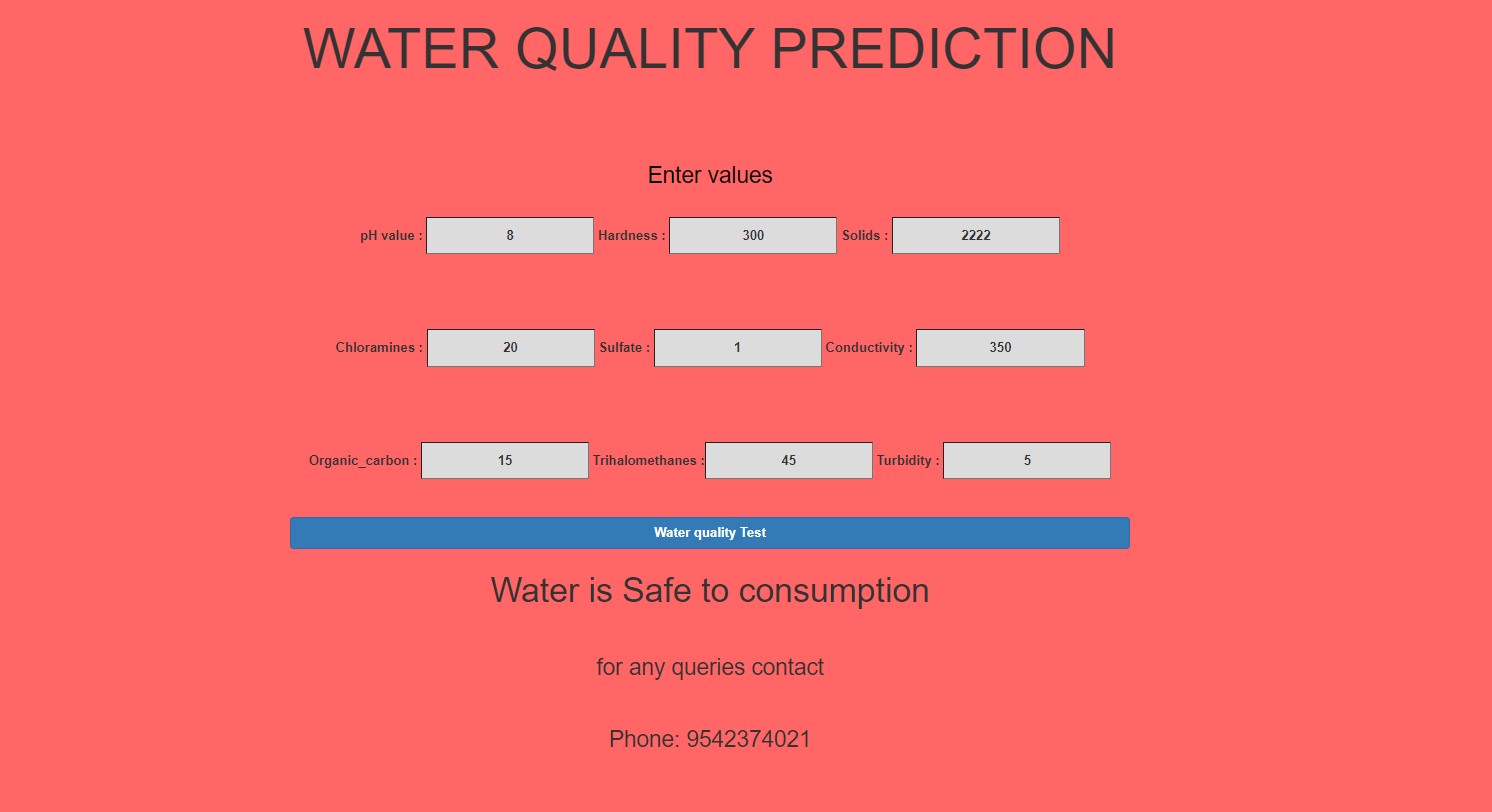 WATER QUALITY PREDICTION
Enter values
pH value : 8 Hardness : 300 Solids : 2222
Chloramines : 20 Sulfate : 1 Conductivity : 350
Organic_carbon : 15 Trihalomethanes : 45 Turbidity : 5
Water quality Test
Water is Safe to consumption
for any queries contact
Phone: 9542374021